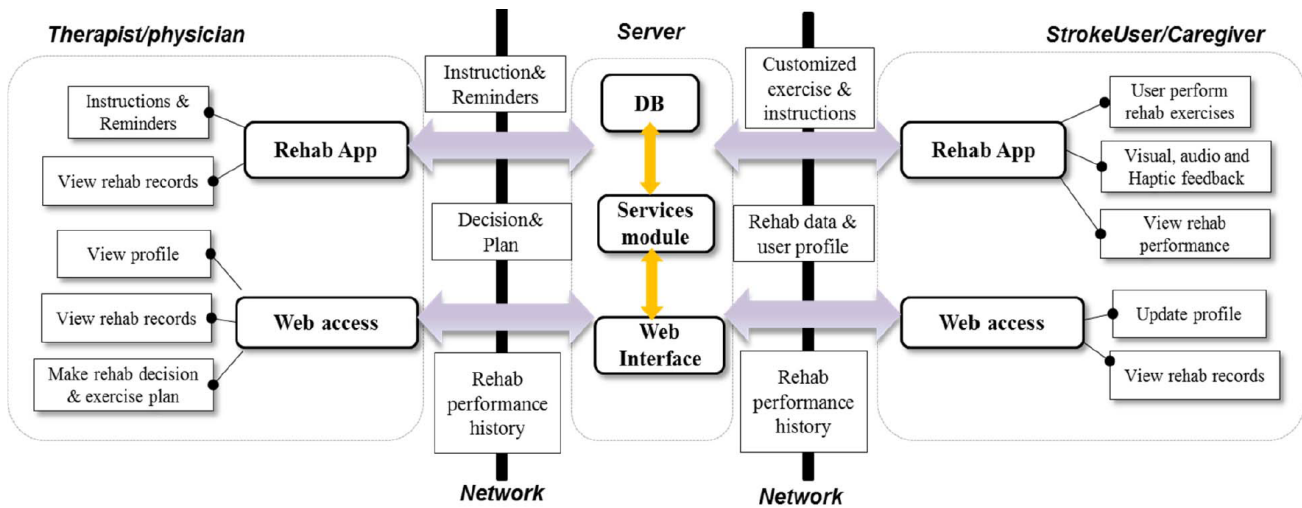 Therapist/physician
Instructions &
Reminders
View rehab records
Rehab App
View profile
View rehab records
Make rehab decision
& exercise plan
Web access
Instruction&
Reminders
Decision&
Plan
Rehab
performance
history
Network
Server
DB
Services
module
Web
Interface
Customized
exercise &
instructions
Rehab data &
user profile
Rehab
performance
history
Network
StrokeUser/Caregiver
Rehab App
User perform
rehab exercises
Visual, audio and
Haptic feedback
View rehab
performance
Web access
Update profile
View rehab records